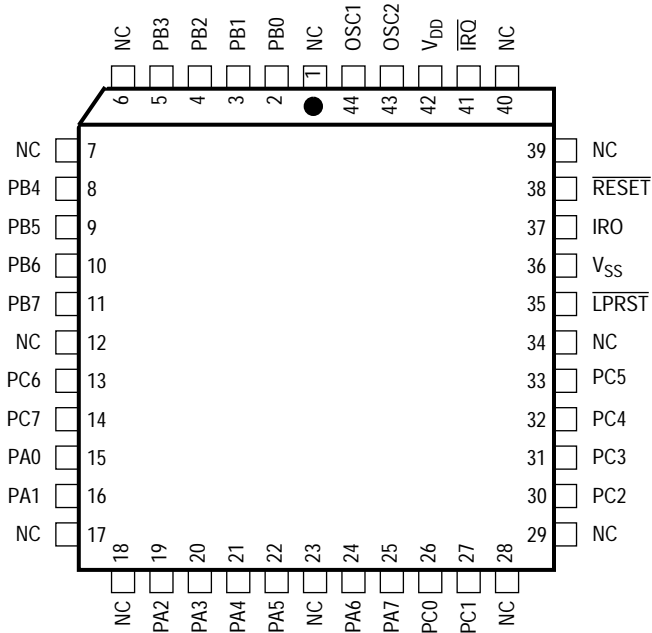 NC PB3 PB2 PB1 PB0 NC OSC1 OSC2 VDD IRQ NC
6 5 4 3 2 1 44 43 42 41 40
NC 7 39 NC
PB4 8 38 RESET
PB5 9 37 IRO
PB6 10 36 VSS
PB7 11 35 LPRST
NC 12 34 NC
PC6 13 33 PC5
PC7 14 32 PC4
PA0 15 31 PC3
PA1 16 30 PC2
NC 17 29 NC
18 19 20 21 22 23 24 25 26 27 28
NC PA2 PA3 PA4 PA5 NC PA6 PA7 PC0 PC1 NC